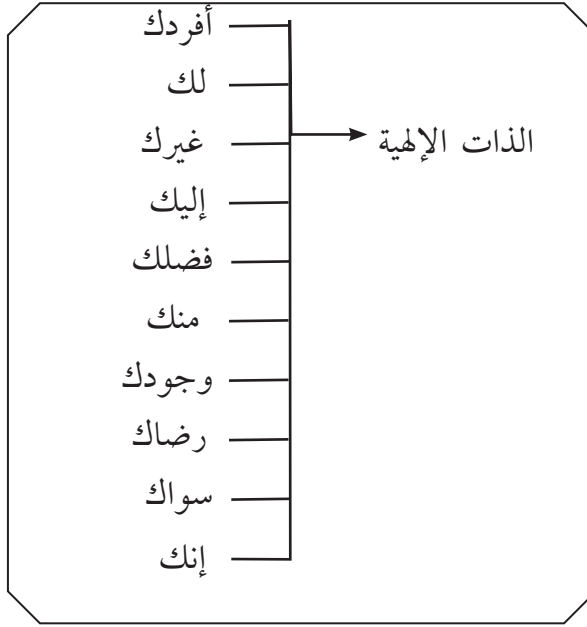 أفردك
لك
غيرك
إليك
فضلك
منك
وجودك
رضاك
سواك
إنك
الذات الإلهية